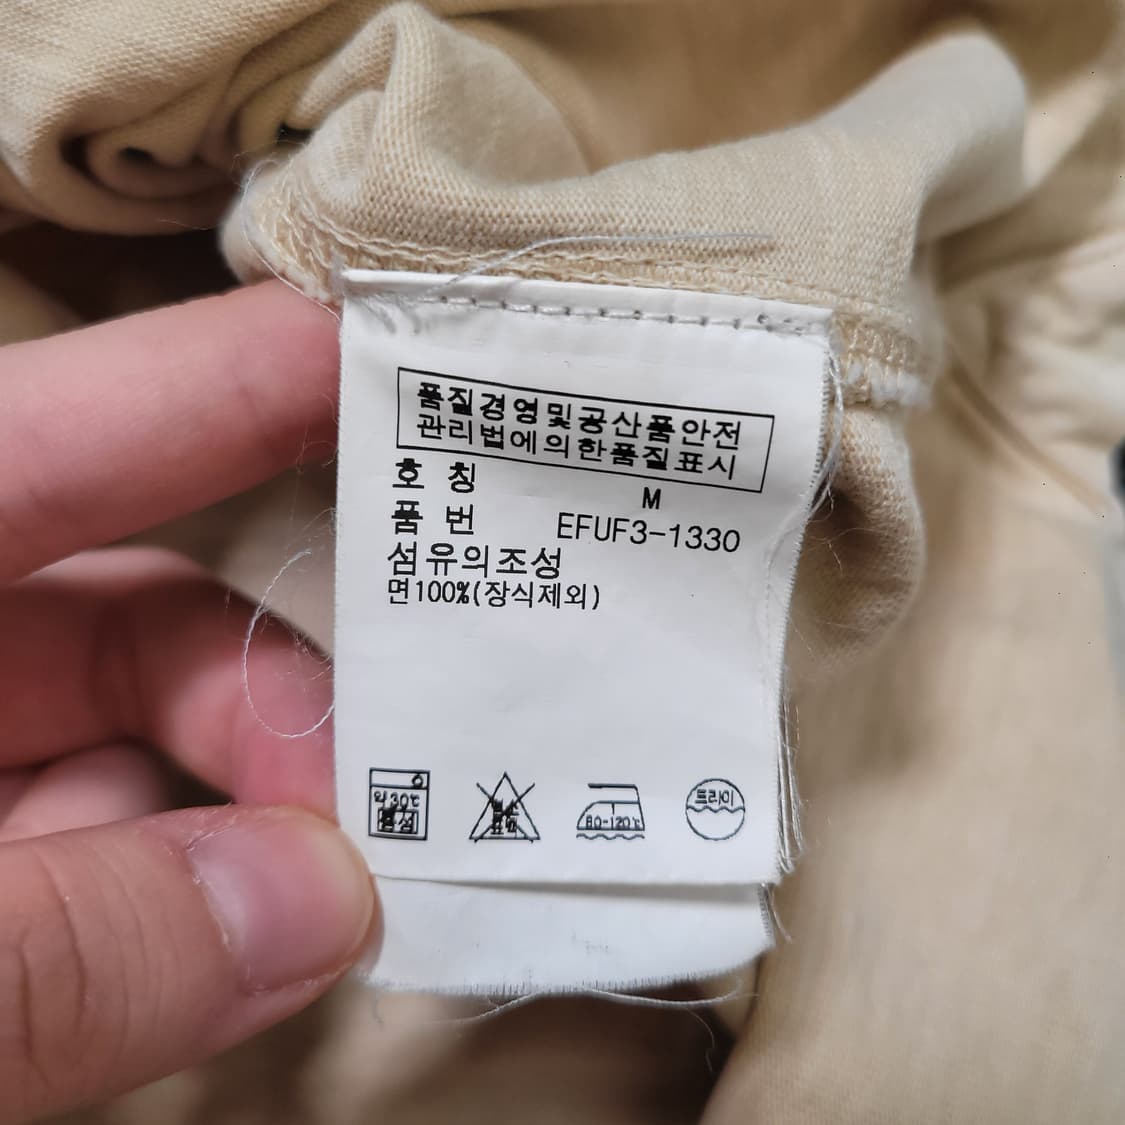 품질경영및공산품안전
관리법에의한품질표시
호 칭 M
품 번 EFUF3-1330
섬유의조성
면100%(장식제외)
약30℃
중성
80-120℃
드라이